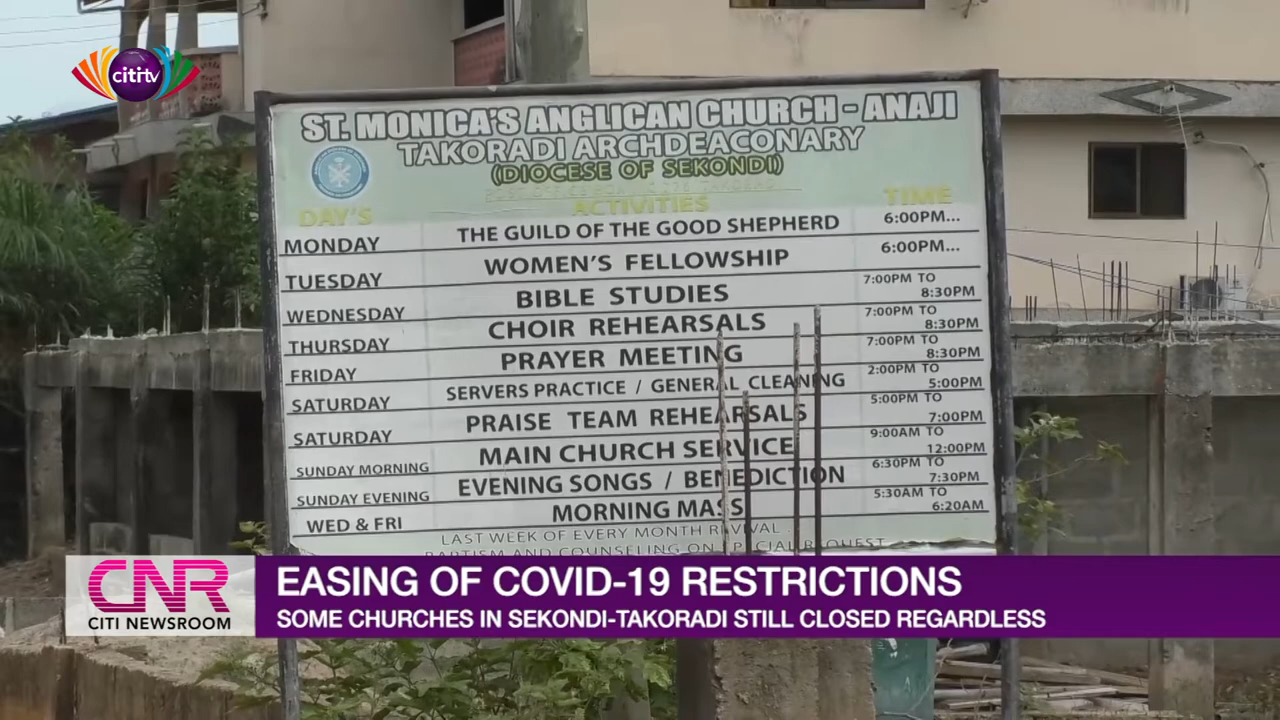 citi tv
ST. MONICA'S ANGLICAN CHURCH - ANAJI
TAKORADI ARCHDEACONARY
(DIOCESE OF SEKONDI)
DAY'S ACTIVITIES TIME
MONDAY THE GUILD OF THE GOOD SHEPHERD 6:00PM...
TUESDAY WOMEN'S FELLOWSHIP 6:00PM...
WEDNESDAY BIBLE STUDIES 7:00PM TO 8:30PM
THURSDAY CHOIR REHEARSALS 7:00PM TO 8:30PM
FRIDAY PRAYER MEETING 7:00PM TO 8:30PM
SATURDAY SERVERS PRACTICE / GENERAL CLEANING 2:00PM TO 5:00PM
SATURDAY PRAISE TEAM REHEARSALS 5:00PM TO 7:00PM
SUNDAY MORNING MAIN CHURCH SERVICE 9:00AM TO 12:00PM
SUNDAY EVENING EVENING SONGS / BENEDICTION 6:30PM TO 7:30PM
WED & FRI MORNING MASS 5:30AM TO 6:20AM
LAST WEEK OF EVERY MONTH REVIVAL
BAPTISM AND COUNSELING ON SPECIAL REQUEST
CNR
CITI NEWSROOM
EASING OF COVID-19 RESTRICTIONS
SOME CHURCHES IN SEKONDI-TAKORADI STILL CLOSED REGARDLESS